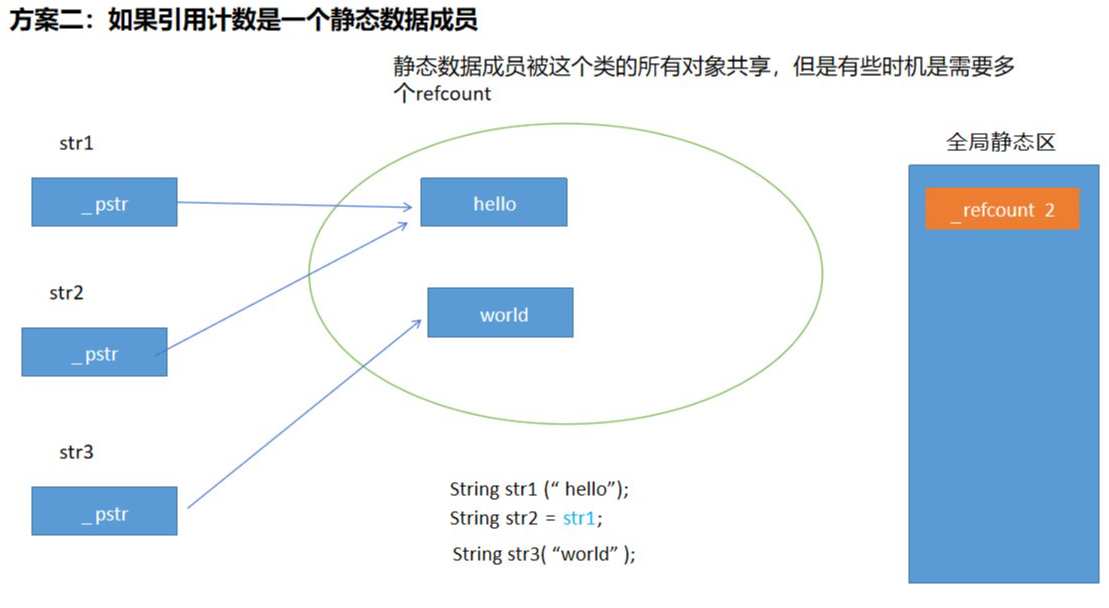 方案二：如果引用计数是一个静态数据成员
静态数据成员被这个类的所有对象共享，但是有些时机是需要多
个refcount
str1
全局静态区
_pstr
hello
_refcount 2
str2
world
_pstr
str3
_pstr
String str1 (“ hello”);
String str2 = str1;
String str3( “world” );